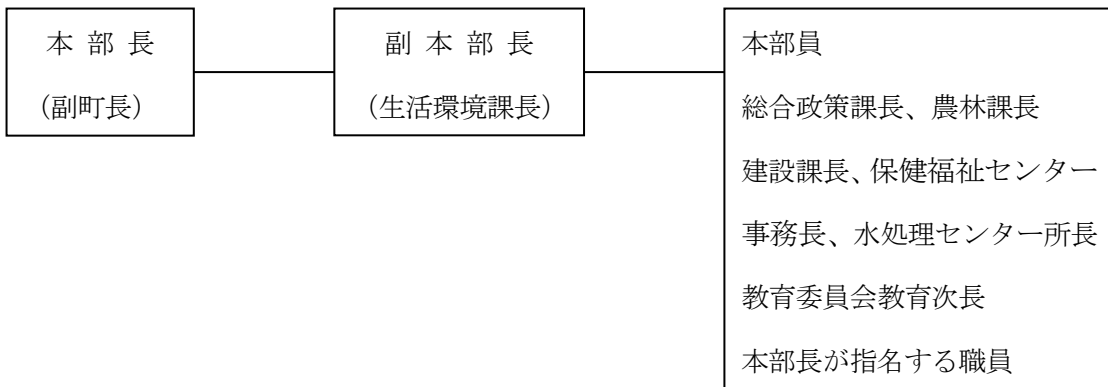 本部長
(副町長)
副本部長
(生活環境課長)
本部員
総合政策課長、農林課長
建設課長、保健福祉センター
事務長、水処理センター所長
教育委員会教育次長
本部長が指名する職員